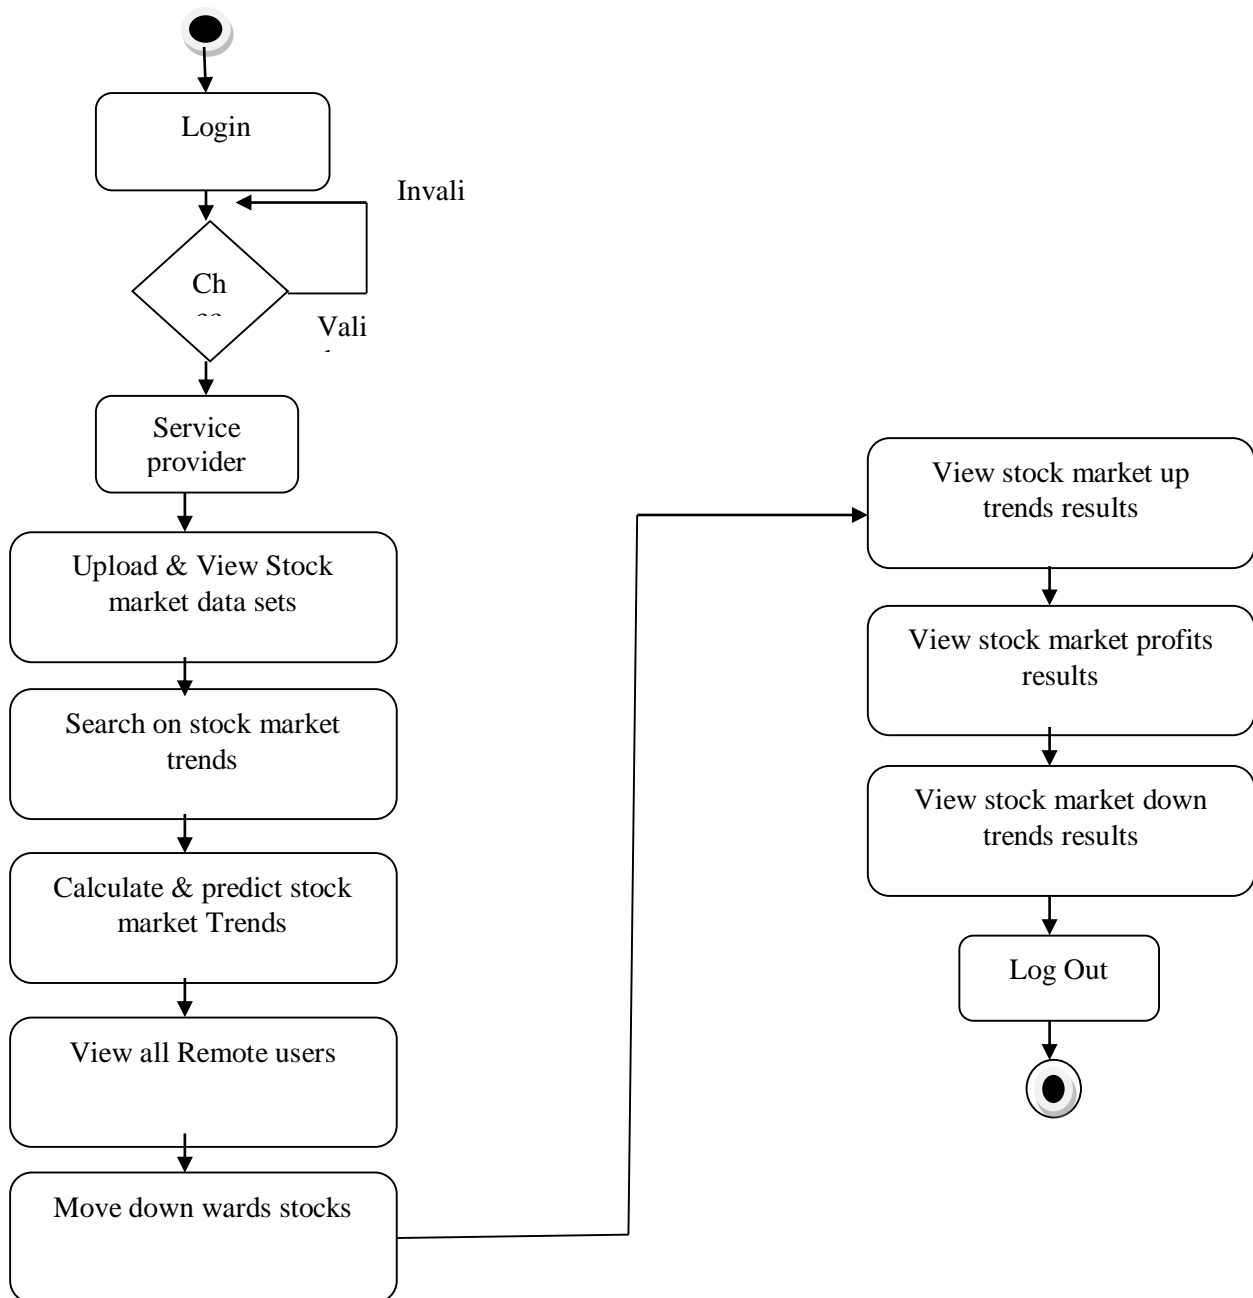 Login
Invali
Ch
Vali
Service
provider
Upload & View Stock
market data sets
Search on stock market
trends
Calculate & predict stock
market Trends
View all Remote users
Move down wards stocks
View stock market up
trends results
View stock market profits
results
View stock market down
trends results
Log Out